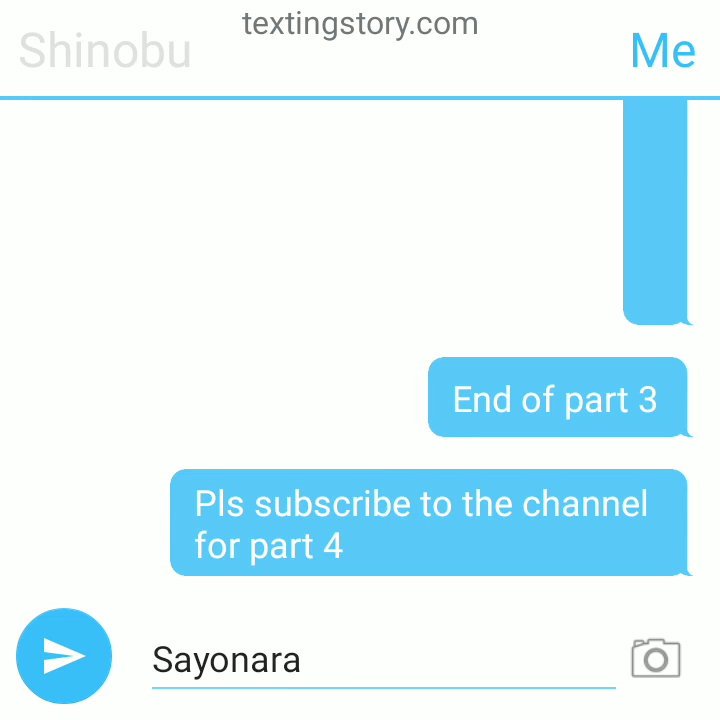 textingstory.com
Shinobu
Me
End of part 3
Pls subscribe to the channel
for part 4
Sayonara